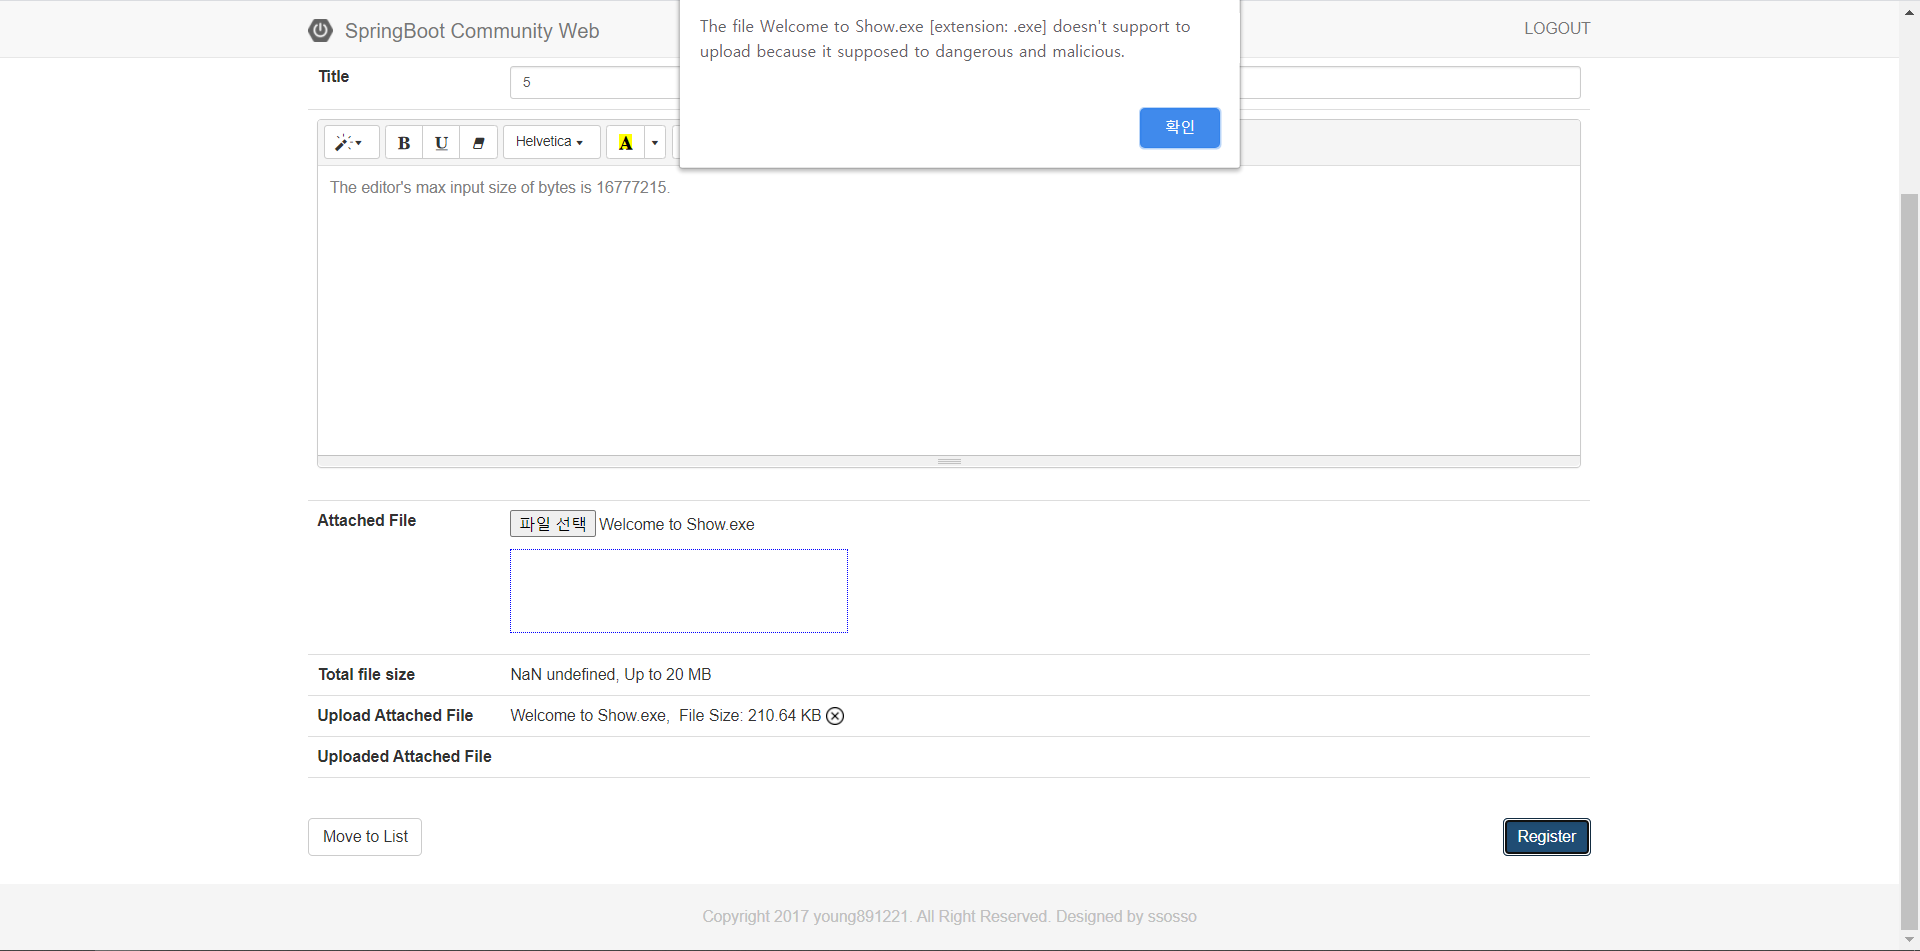 SpringBoot Community Web
LOGOUT
The file Welcome to Show.exe [extension: .exe] doesn't support to
upload because it supposed to dangerous and malicious.
확인
Title
5
B U Helvetica A
The editor's max input size of bytes is 16777215.
Attached File
파일 선택 Welcome to Show.exe
Total file size NaN undefined, Up to 20 MB
Upload Attached File Welcome to Show.exe, File Size: 210.64 KB
Uploaded Attached File
Move to List
Register
Copyright 2017 young891221. All Right Reserved. Designed by ssosso